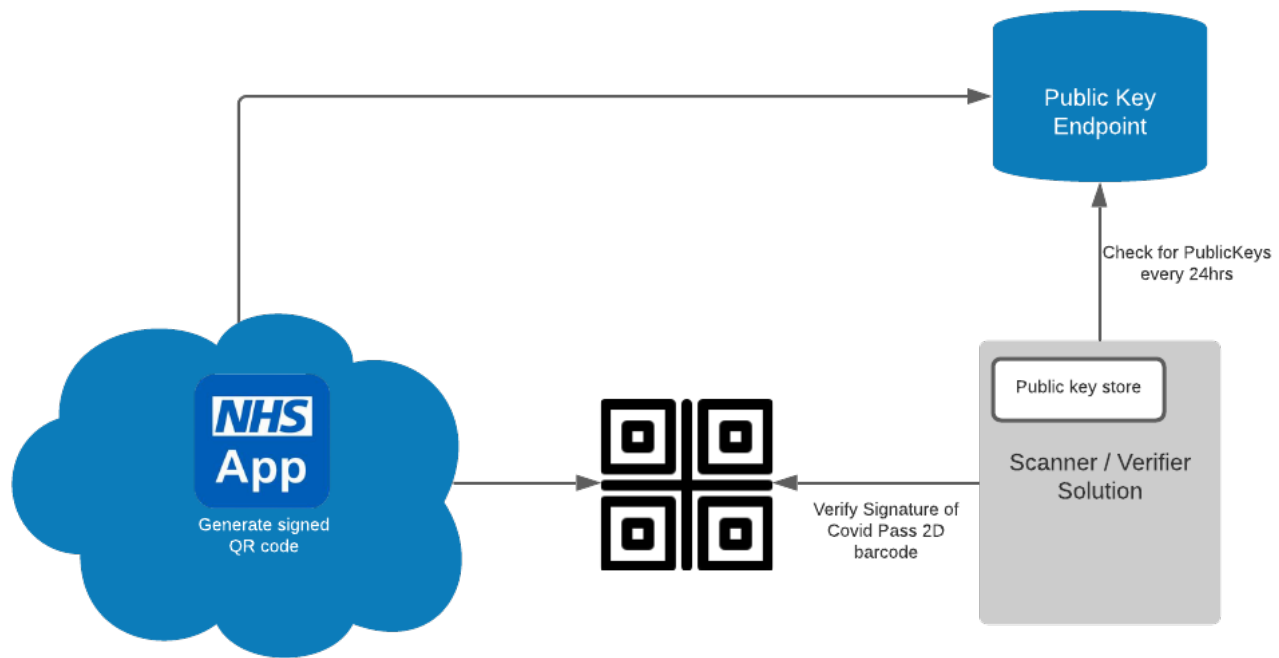 Public Key
Endpoint
Check for PublicKeys
every 24hrs
Public key store
Scanner / Verifier
Solution
NHS
App
Generate signed
QR code
Verify Signature of
Covid Pass 2D
barcode